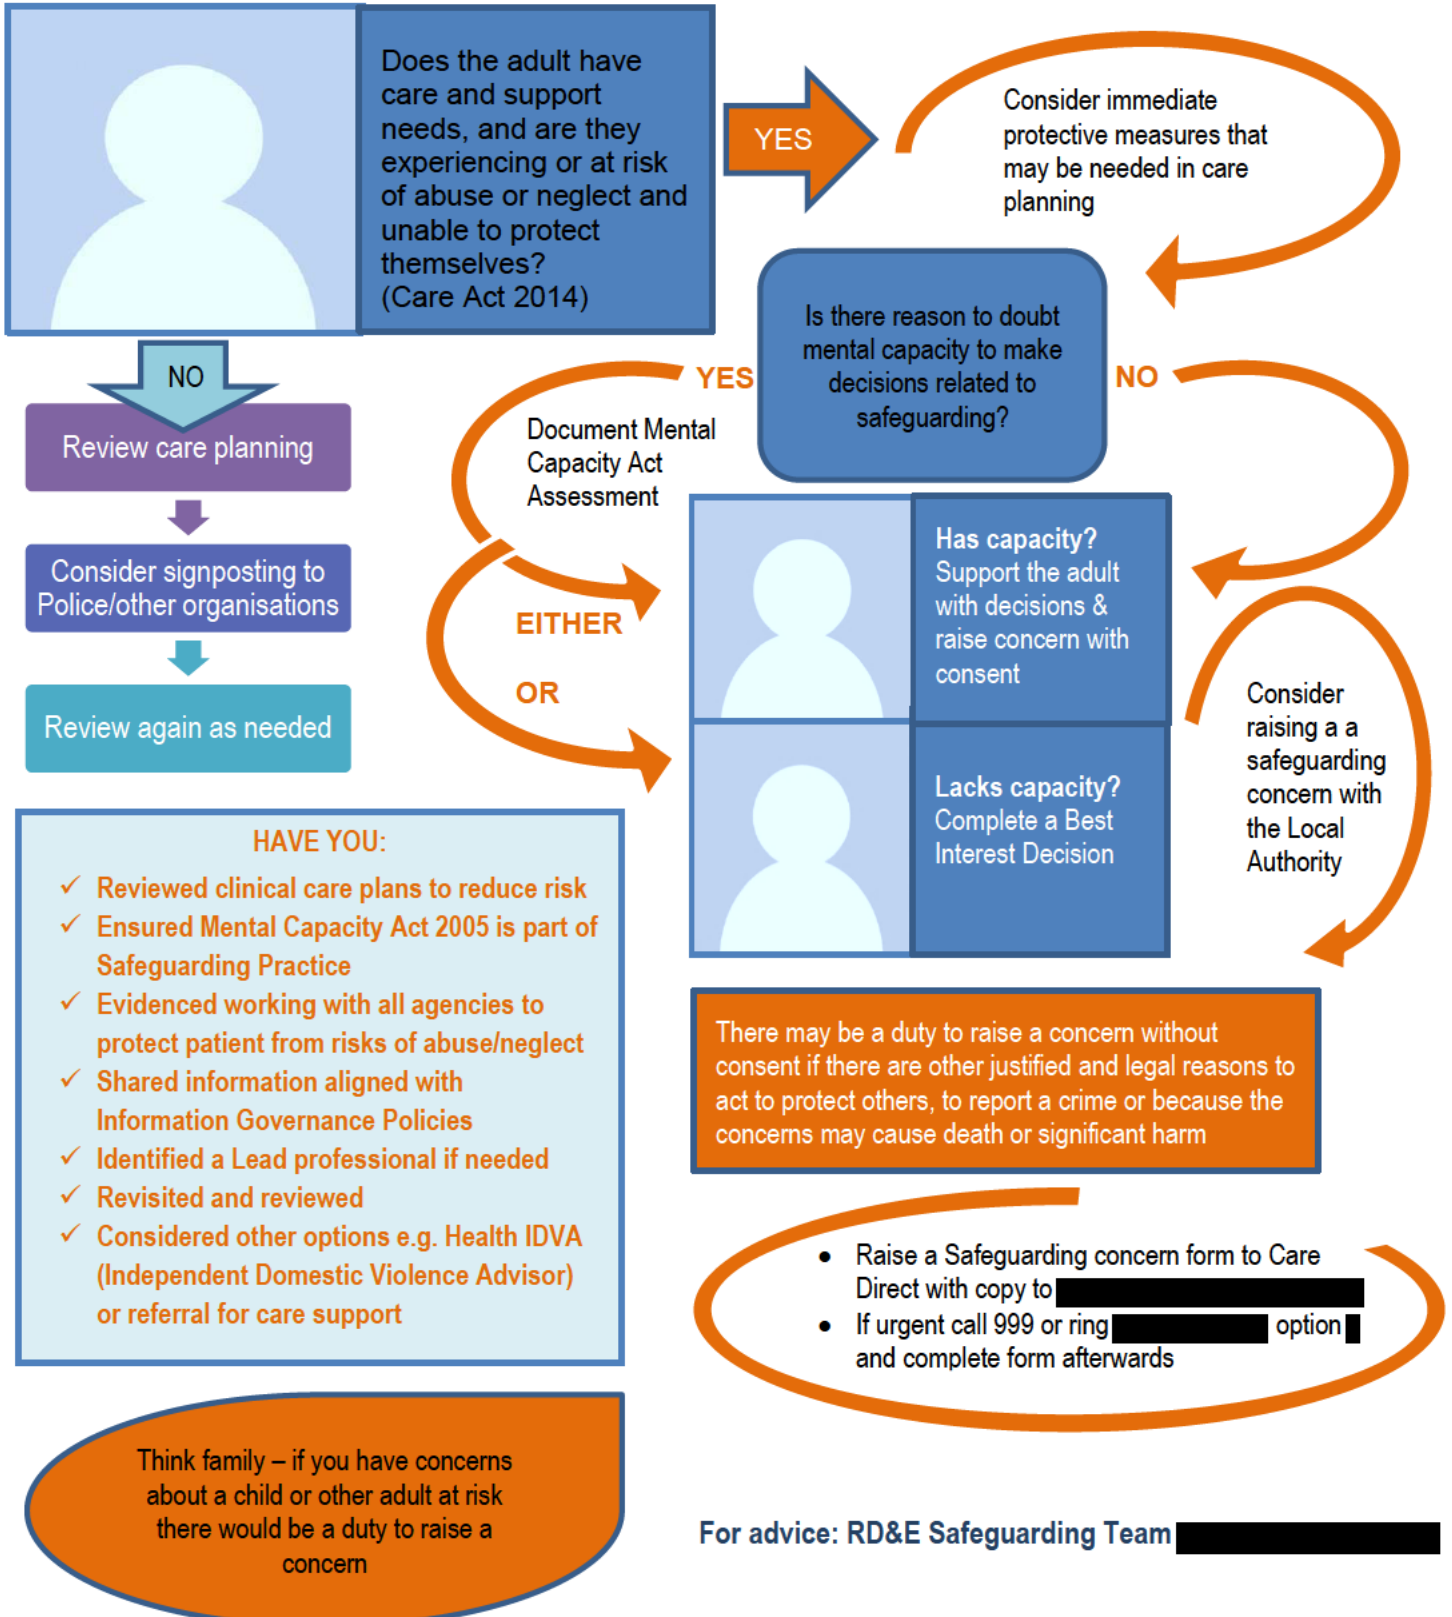 Does the adult have
care and support
needs, and are they
experiencing or at risk
of abuse or neglect and
unable to protect
themselves?
(Care Act 2014)
YES
Consider immediate
protective measures that
may be needed in care
planning
NO
Review care planning
Consider signposting to
Police/other organisations
Review again as needed
Is there reason to doubt
mental capacity to make
decisions related to
safeguarding?
YES
NO
Document Mental
Capacity Act
Assessment
EITHER
OR
Has capacity?
Support the adult
with decisions &
raise concern with
consent
Lacks capacity?
Complete a Best
Interest Decision
Consider
raising a a
safeguarding
concern with
the Local
Authority
HAVE YOU:
✓ Reviewed clinical care plans to reduce risk
✓ Ensured Mental Capacity Act 2005 is part of
Safeguarding Practice
✓ Evidenced working with all agencies to
protect patient from risks of abuse/neglect
✓ Shared information aligned with
Information Governance Policies
✓ Identified a Lead professional if needed
✓ Revisited and reviewed
✓ Considered other options e.g. Health IDVA
(Independent Domestic Violence Advisor)
or referral for care support
There may be a duty to raise a concern without
consent if there are other justified and legal reasons to
act to protect others, to report a crime or because the
concerns may cause death or significant harm
• Raise a Safeguarding concern form to Care
Direct with copy to
• If urgent call 999 or ring option
and complete form afterwards
Think family – if you have concerns
about a child or other adult at risk
there would be a duty to raise a
concern
For advice: RD&E Safeguarding Team